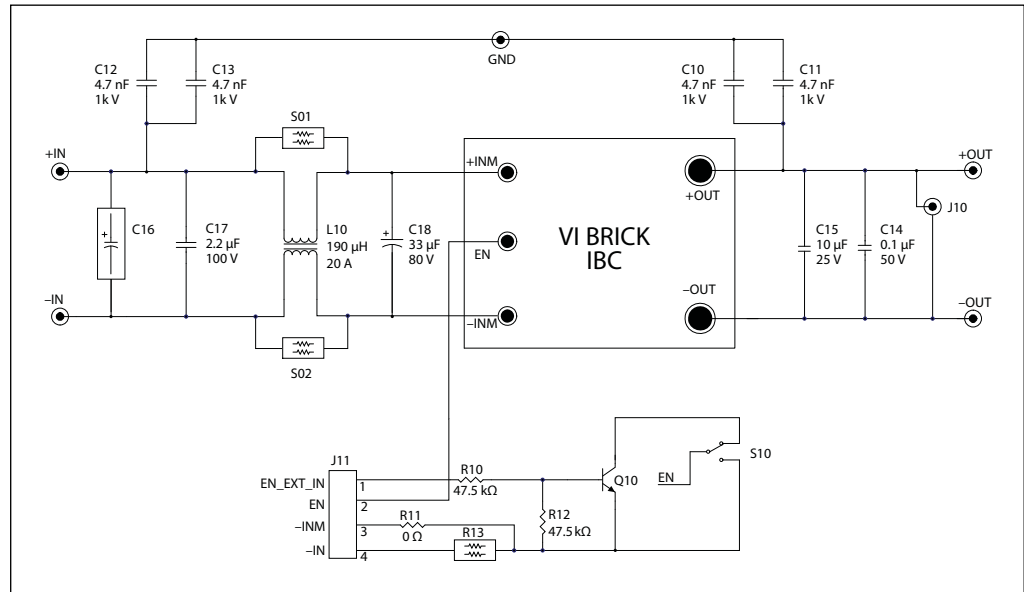 GND
C12
4.7 nF
1k V
C13
4.7 nF
1k V
C10
4.7 nF
1k V
C11
4.7 nF
1k V
S01
+IN
+INM
+OUT
+OUT
J10
C16
C17
2.2 µF
100 V
L10
190 µH
20 A
C18
33 µF
80 V
EN
VI BRICK
IBC
C15
10 µF
25 V
C14
0.1 µF
50 V
–IN
–INM
–OUT
–OUT
S02
J11
EN_EXT_IN
1
R10
47.5 kΩ
Q10
S10
EN
EN
2
R12
47.5 kΩ
–INM
3
R11
0 Ω
R13
–IN
4